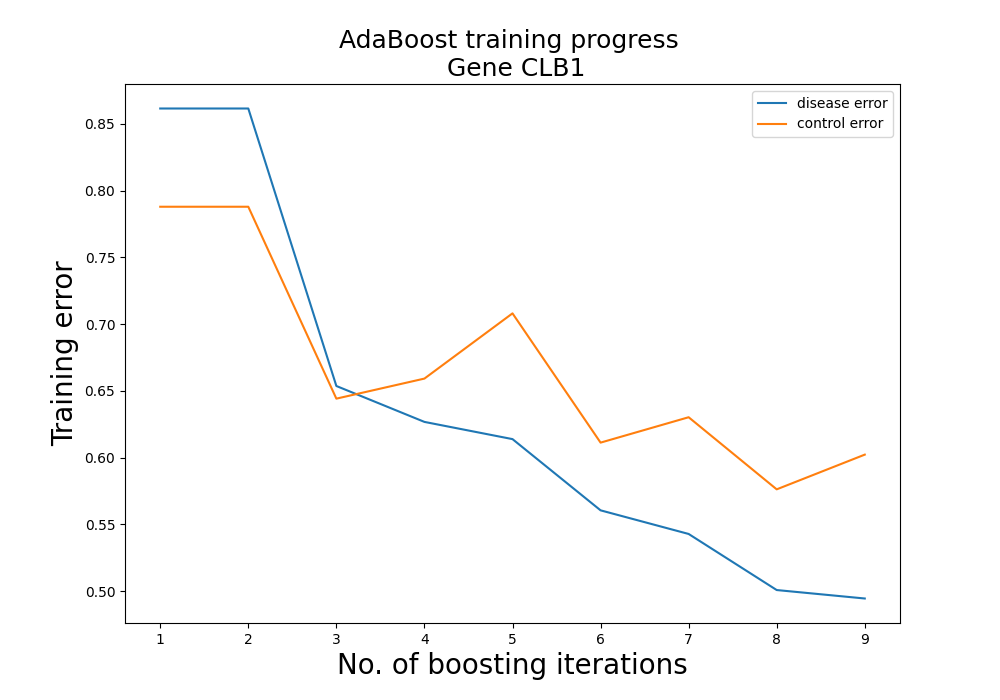 AdaBoost training progress
Gene CLB1
disease error
control error
Training error
0.85
0.80
0.75
0.70
0.65
0.60
0.55
0.50
1 2 3 4 5 6 7 8 9
No. of boosting iterations